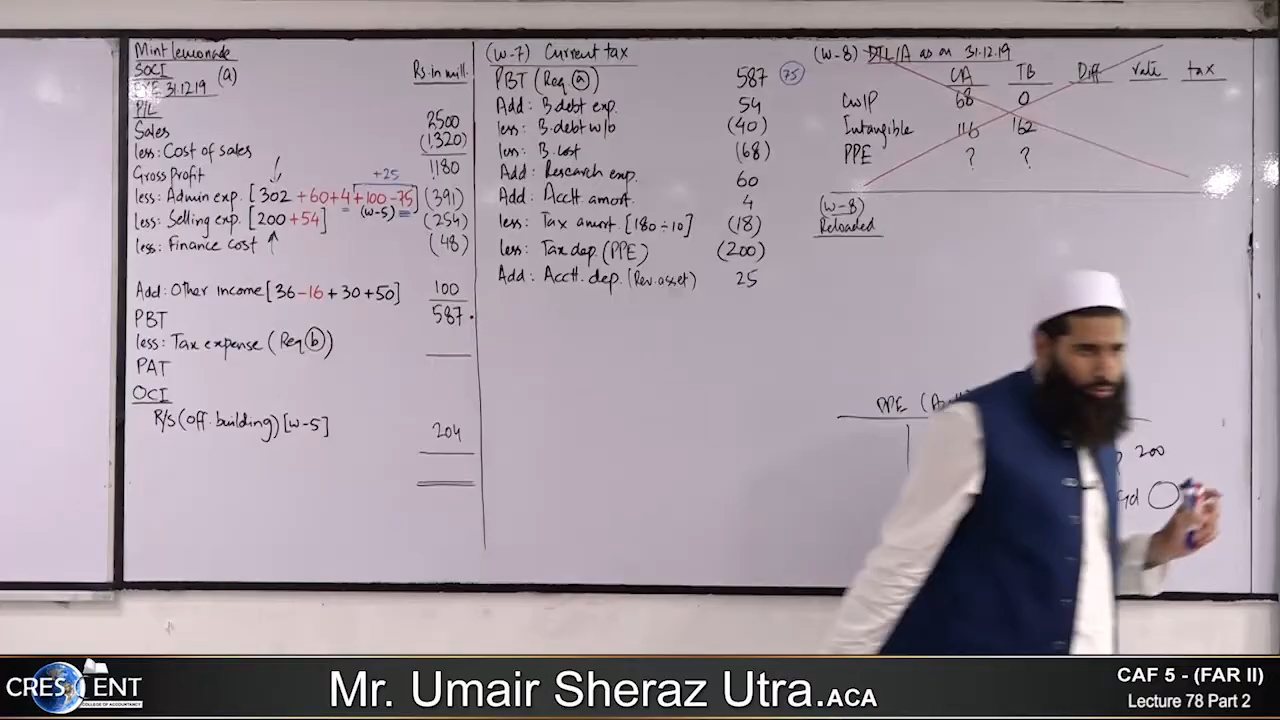 Mint lemonade
SOCI (a)
FYE 31.12.19 Rs.in mill.
P/L
Sales 2500
less: Cost of sales (1320)
Gross Profit 1180
+25
less: Admin exp. [302 +60+4+100-75] (391)
(W-5)
less: Selling exp. [200+54] (254)
less: Finance cost (48)
Add: Other income [36-16+30+50] 100
PBT 587
less: Tax expense (Req (b))
PAT
OCI
R/S (off. building) [W-5] 204
(W-7) Current tax
PBT (Req (a)) 587 75
Add: B.debt exp. 54
less: B.debt w/o (40)
less: B.cost (68)
Add: Research exp. 60
Add: Acctt. amort. 4
less: Tax amort. [180÷10] (18)
less: Tax dep. (PPE) (200)
Add: Acctt. dep. (Rev. asset) 25
(W-8) DTL/A as on 31.12.19
CA TB Diff rate tax
CWIP 68 0
Intangible 116 162
PPE ? ?
(W-8)
Reloaded
PPE
200
CRESCENT
COLLEGE OF ACCOUNTANCY
Mr. Umair Sheraz Utra.ACA
CAF 5 - (FAR II)
Lecture 78 Part 2